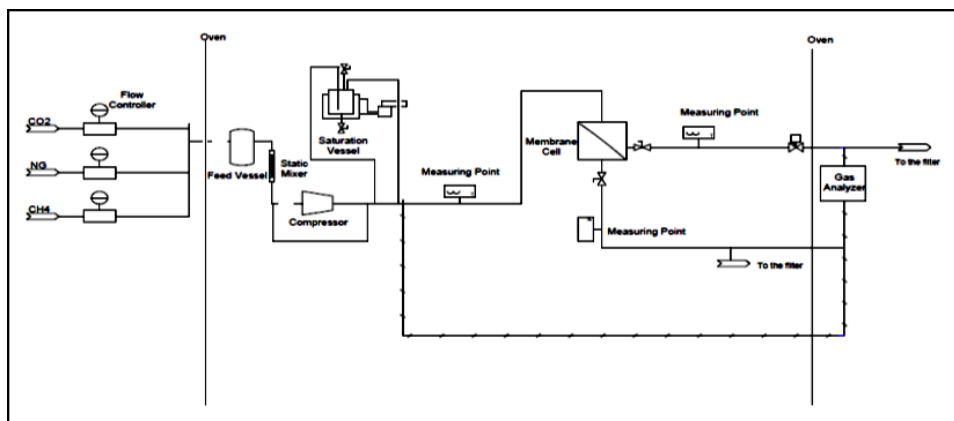 Oven
Oven
Flow
Controller
CO2
NG
CH4
Feed Vessel
Static
Mixer
Saturation
Vessel
Compressor
Measuring Point
Membrane
Cell
Measuring Point
Measuring Point
To the filter
Gas
Analyzer
To the filter